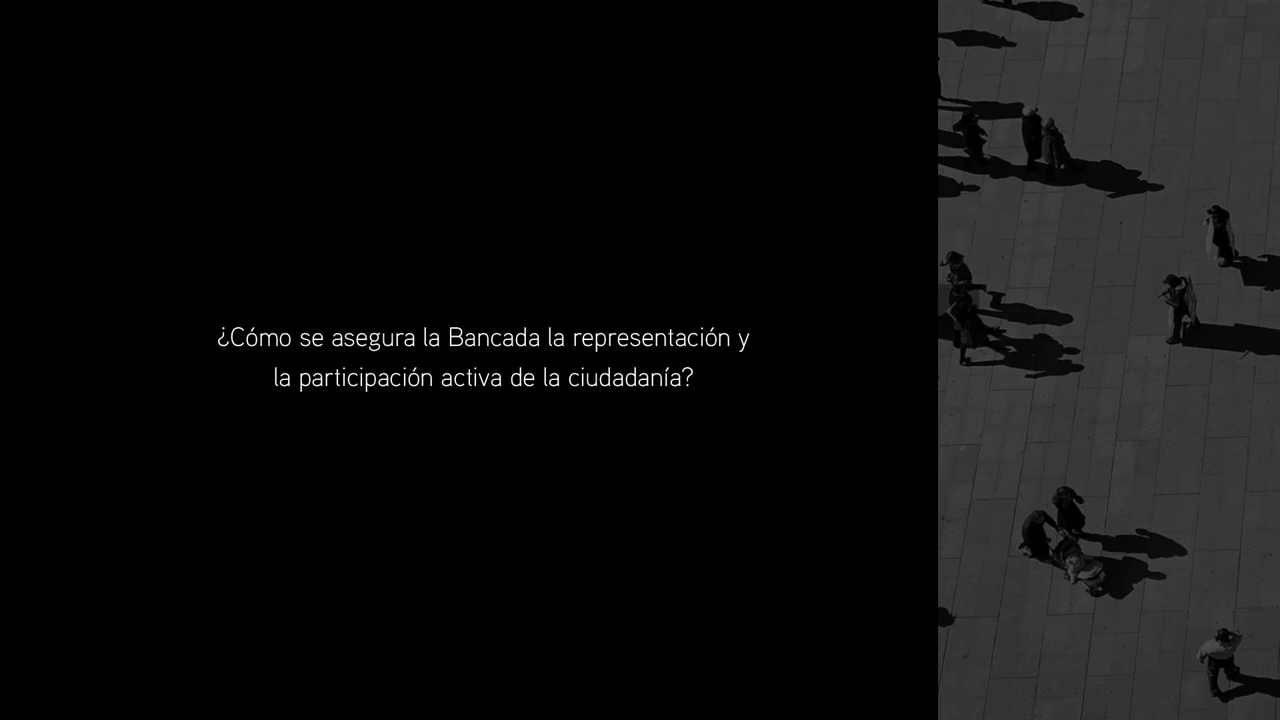 ¿Cómo se asegura la Bancada la representación y
la participación activa de la ciudadanía?